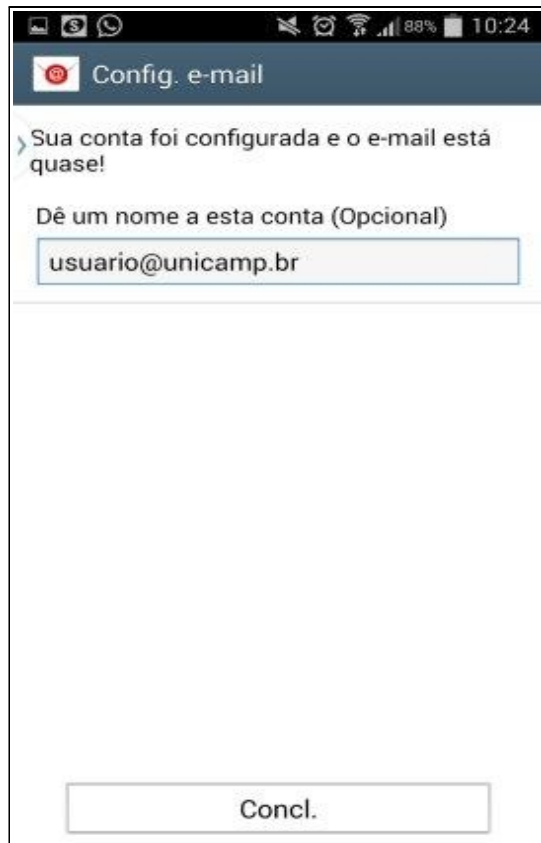 88% 10:24
Config. e-mail
Sua conta foi configurada e o e-mail está
quase!
Dê um nome a esta conta (Opcional)
usuario@unicamp.br
Concl.